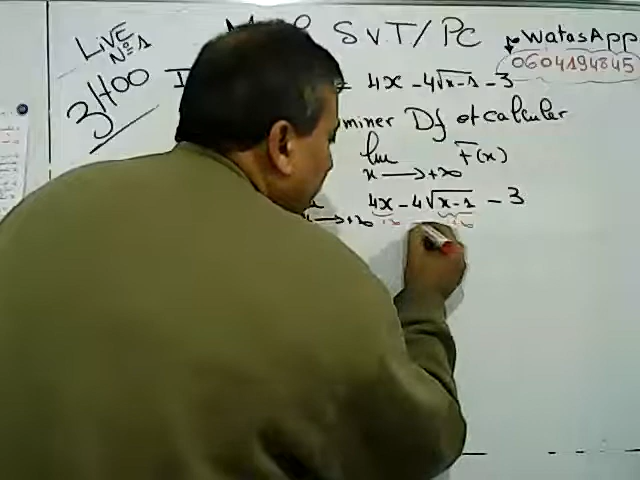 LiVE
N°1
3H00
SVT/PC
WatasApp
0604194845
4x - 4√x-1 - 3
miner Df et calculer
lim f(x)
x → +∞
4x - 4√x-1 - 3
→ +∞ +∞ +∞